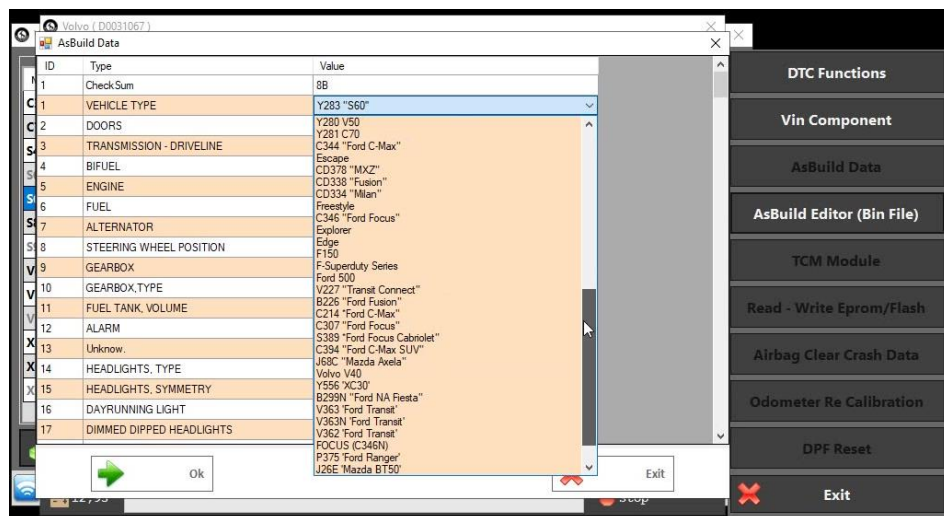 Volvo ( D0031067 )
AsBuild Data
ID Type Value
1 CheckSum 8B
1 VEHICLE TYPE Y283 "S60"
2 DOORS
3 TRANSMISSION - DRIVELINE
4 BIFUEL
5 ENGINE
6 FUEL
7 ALTERNATOR
8 STEERING WHEEL POSITION
9 GEARBOX
10 GEARBOX,TYPE
11 FUEL TANK, VOLUME
12 ALARM
13 Unknow.
14 HEADLIGHTS, TYPE
15 HEADLIGHTS, SYMMETRY
16 DAYRUNNING LIGHT
17 DIMMED DIPPED HEADLIGHTS
Y280 V50
Y281 C70
C344 "Ford C-Max"
Escape
CD378 "MXZ"
CD338 "Fusion"
CD334 "Milan"
Freestyle
C346 "Ford Focus"
Explorer
Edge
F150
F-Superduty Series
Ford 500
V227 "Transit Connect"
B226 "Ford Fusion"
C214 "Ford C-Max"
C307 "Ford Focus"
S389 "Ford Focus Cabriolet"
C394 "Ford C-Max SUV"
J68C "Mazda Axela"
Volvo V40
Y556 'XC30'
B299N "Ford NA Fiesta"
V363 'Ford Transit'
V363N 'Ford Transit'
V362 'Ford Transit'
FOCUS (C346N)
P375 'Ford Ranger'
J26E 'Mazda BT50'
Ok
Exit
DTC Functions
Vin Component
AsBuild Data
AsBuild Editor (Bin File)
TCM Module
Read - Write Eprom/Flash
Airbag Clear Crash Data
Odometer Re Calibration
DPF Reset
Exit